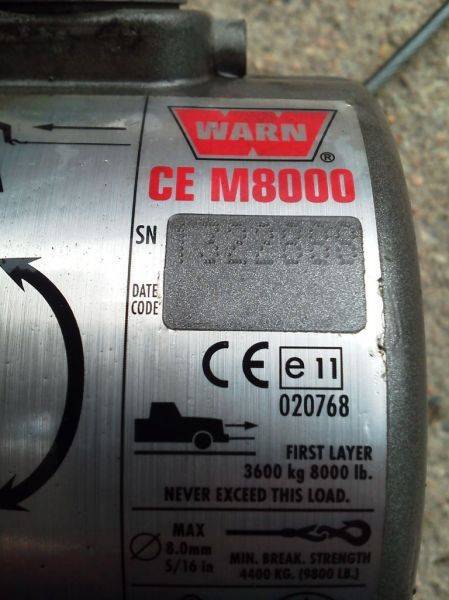 WARN
®
CE M8000
SN
DATE
CODE
CE e 11
020768
FIRST LAYER
3600 kg 8000 lb.
NEVER EXCEED THIS LOAD.
MAX
Ø 8.0mm
5/16 in
MIN. BREAK. STRENGTH
4400 KG. (9800 LB.)